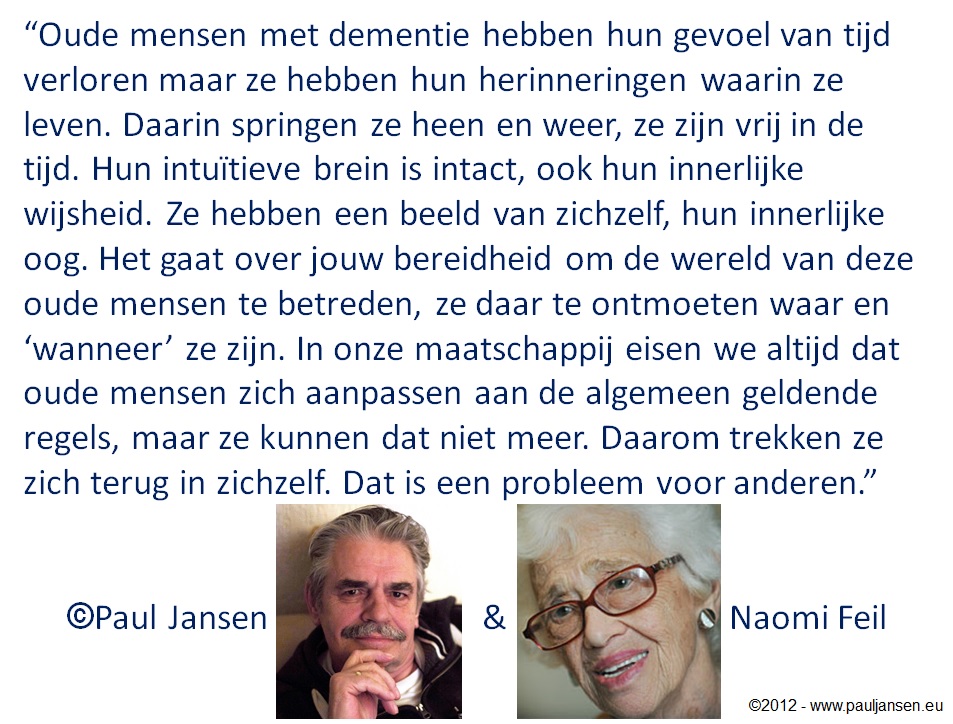 “Oude mensen met dementie hebben hun gevoel van tijd
verloren maar ze hebben hun herinneringen waarin ze
leven. Daarin springen ze heen en weer, ze zijn vrij in de
tijd. Hun intuïtieve brein is intact, ook hun innerlijke
wijsheid. Ze hebben een beeld van zichzelf, hun innerlijke
oog. Het gaat over jouw bereidheid om de wereld van deze
oude mensen te betreden, ze daar te ontmoeten waar en
‘wanneer’ ze zijn. In onze maatschappij eisen we altijd dat
oude mensen zich aanpassen aan de algemeen geldende
regels, maar ze kunnen dat niet meer. Daarom trekken ze
zich terug in zichzelf. Dat is een probleem voor anderen.”
©Paul Jansen & Naomi Feil
©2012 - www.pauljansen.eu